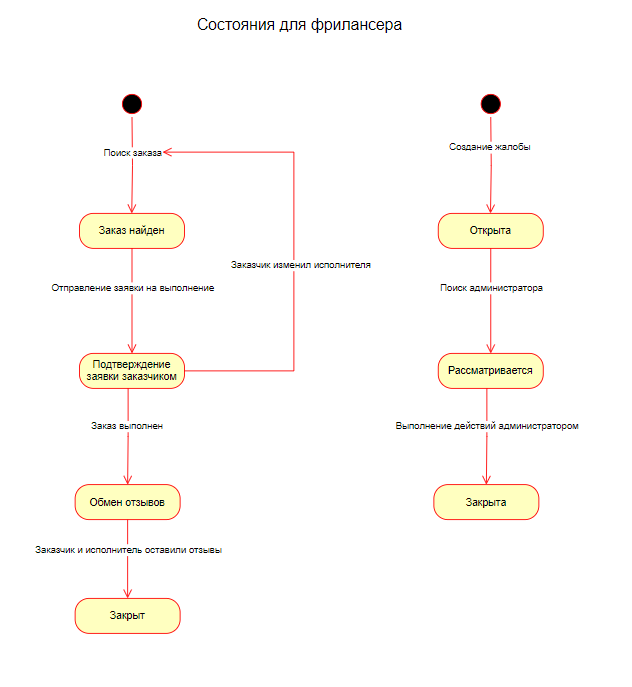 Состояния для фрилансера
Поиск заказа
Заказ найден
Отправление заявки на выполнение
Заказчик изменил исполнителя
Подтверждение
заявки заказчиком
Заказ выполнен
Обмен отзывов
Заказчик и исполнитель оставили отзывы
Закрыт
Создание жалобы
Открыта
Поиск администратора
Рассматривается
Выполнение действий администратором
Закрыта